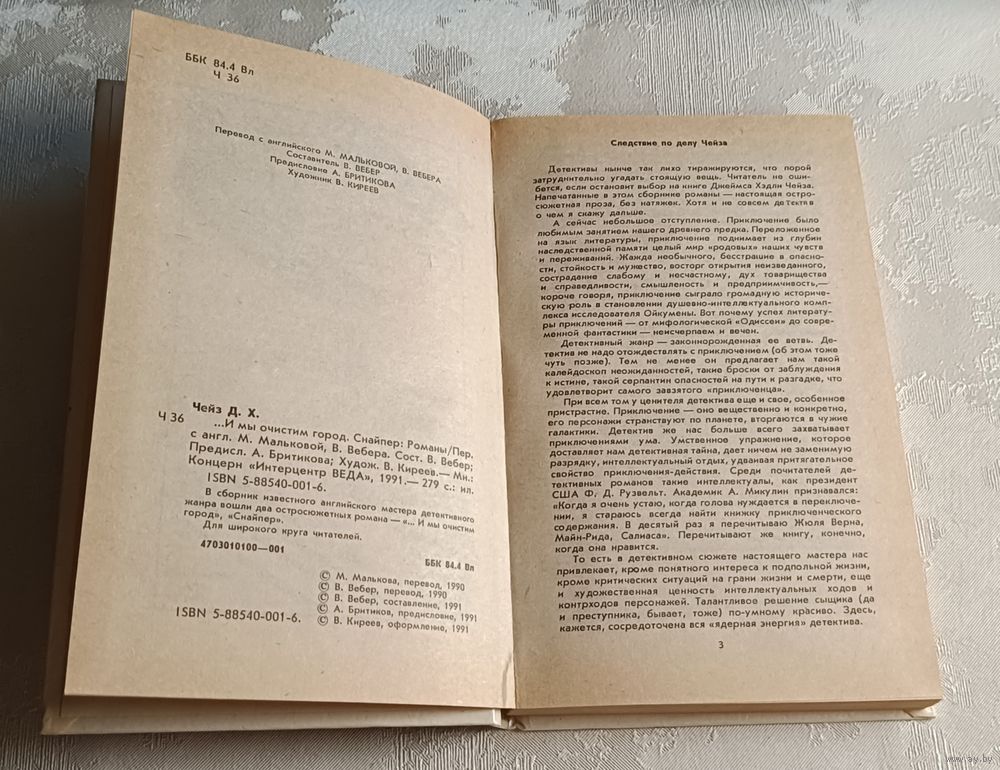 ББК 84.4 Вл
Ч 36
Перевод с английского М. МАЛЬКОВОЙ, В. ВЕБЕРА
Составитель В. ВЕБЕР
Предисловие А. БРИТИКОВА
Художник В. КИРЕЕВ
Чейз Д. Х.
Ч 36
...И мы очистим город. Снайпер: Романы/Пер.
с англ. М. Мальковой, В. Вебера. Сост. В. Вебер;
Предисл. А. Бритикова; Худож. В. Киреев.— Мн.:
Концерн «Интерцентр ВЕДА», 1991.— 279 с.: ил.
ISBN 5-88540-001-6.
В сборник известного английского мастера детективного
жанра вошли два остросюжетных романа — «... И мы очистим
город», «Снайпер».
Для широкого круга читателей.
4703010100—001
ББК 84.4 Вл
© М. Малькова, перевод, 1990
© В. Вебер, перевод, 1990
© В. Вебер, составление, 1991
© А. Бритиков, предисловие, 1991
© В. Киреев, оформление, 1991
ISBN 5-88540-001-6.
Следствие по делу Чейза
Детективы нынче так лихо тиражируются, что порой
затруднительно угадать стоящую вещь. Читатель не оши-
бется, если остановит выбор на книге Джеймса Хэдли Чейза.
Напечатанные в этом сборнике романы — настоящая остро-
сюжетная проза, без натяжек. Хотя и не совсем детектив
о чем я скажу дальше.
А сейчас небольшое отступление. Приключение было
любимым занятием нашего древнего предка. Переложенное
на язык литературы, приключение поднимает из глубин
наследственной памяти целый мир «родовых» наших чувств
и переживаний. Жажда необычного, бесстрашие в опасно-
сти, стойкость и мужество, восторг открытия неизведанного,
сострадание слабому и несчастному, дух товарищества
и справедливости, смышленость и предприимчивость,—
короче говоря, приключение сыграло громадную историче-
скую роль в становлении душевно-интеллектуального комп-
лекса исследователя Ойкумены. Вот почему успех литерату-
ры приключений — от мифологической «Одиссеи» до совре-
менной фантастики — неисчерпаем и вечен.
Детективный жанр — законнорожденная ее ветвь. Де-
тектив не надо отождествлять с приключением (об этом тоже
чуть позже). Тем не менее он предлагает нам такой
калейдоскоп неожиданностей, такие броски от заблуждения
к истине, такой серпантин опасностей на пути к разгадке, что
удовлетворит самого завзятого «приключенца».
При всем том у ценителя детектива еще и свое, особенное
пристрастие. Приключение — оно вещественно и конкретно,
его персонажи странствуют по планете, вторгаются в чужие
галактики. Детектив же нас больше всего захватывает
приключениями ума. Умственное упражнение, которое
доставляет нам детективная тайна, дает ничем не заменимую
разрядку, интеллектуальный отдых, удваивая притягательное
свойство приключения-действия. Среди почитателей де-
тективных романов такие интеллектуалы, как президент
США Ф. Д. Рузвельт. Академик А. Микулин признавался:
«Когда я очень устаю, когда голова нуждается в переключе-
нии, я стараюсь всегда найти книжку приключенческого
содержания. В десятый раз я перечитываю Жюля Верна,
Майн-Рида, Салиаса». Перечитывают же книгу, конечно,
когда она нравится.
То есть в детективном сюжете настоящего мастера нас
привлекает, кроме понятного интереса к подпольной жизни,
кроме критических ситуаций на грани жизни и смерти, еще
и художественная ценность интеллектуальных ходов и
контрходов персонажей. Талантливое решение сыщика (да
и преступника, бывает, тоже) по-умному красиво. Здесь,
кажется, сосредоточена вся «ядерная энергия» детектива.
3
www.ay.by